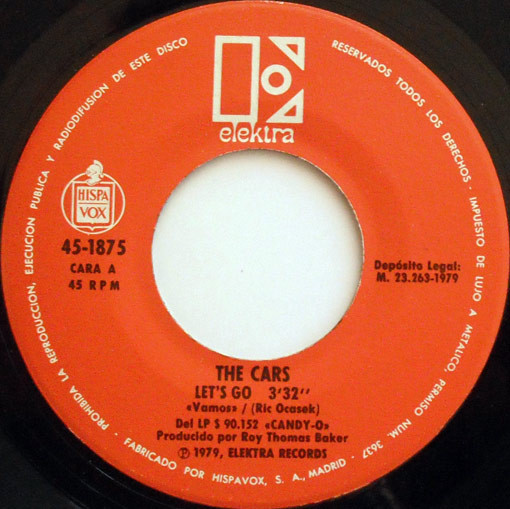 elektra
PROHIBIDA LA REPRODUCCION, EJECUCION PUBLICA Y RADIODIFUSION DE ESTE DISCO
RESERVADOS TODOS LOS DERECHOS - IMPUESTO DE LUJO A METALICO, PERMISO NUM. 3637
HISPA
VOX
45-1875
CARA A
45 RPM
Depósito Legal:
M. 23.263-1979
THE CARS
LET'S GO 3'32''
«Vamos» / (Ric Ocasek)
Del LP S 90.152 «CANDY-O»
Producido por Roy Thomas Baker
℗ 1979, ELEKTRA RECORDS
- FABRICADO POR HISPAVOX, S. A., MADRID -